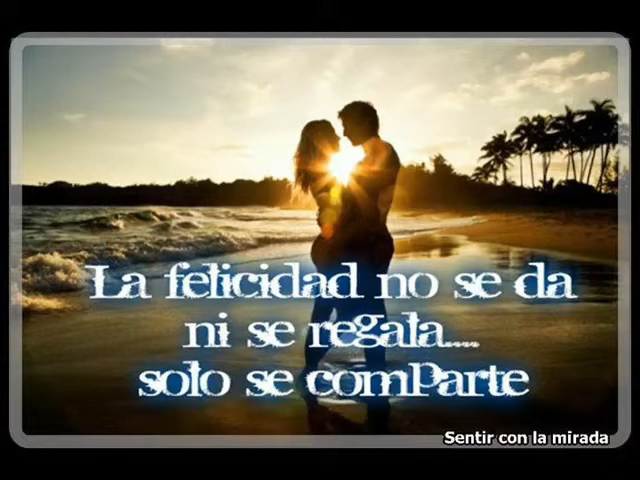 La felicidad no se da
ni se regala....
solo se comparte
Sentir con la mirada